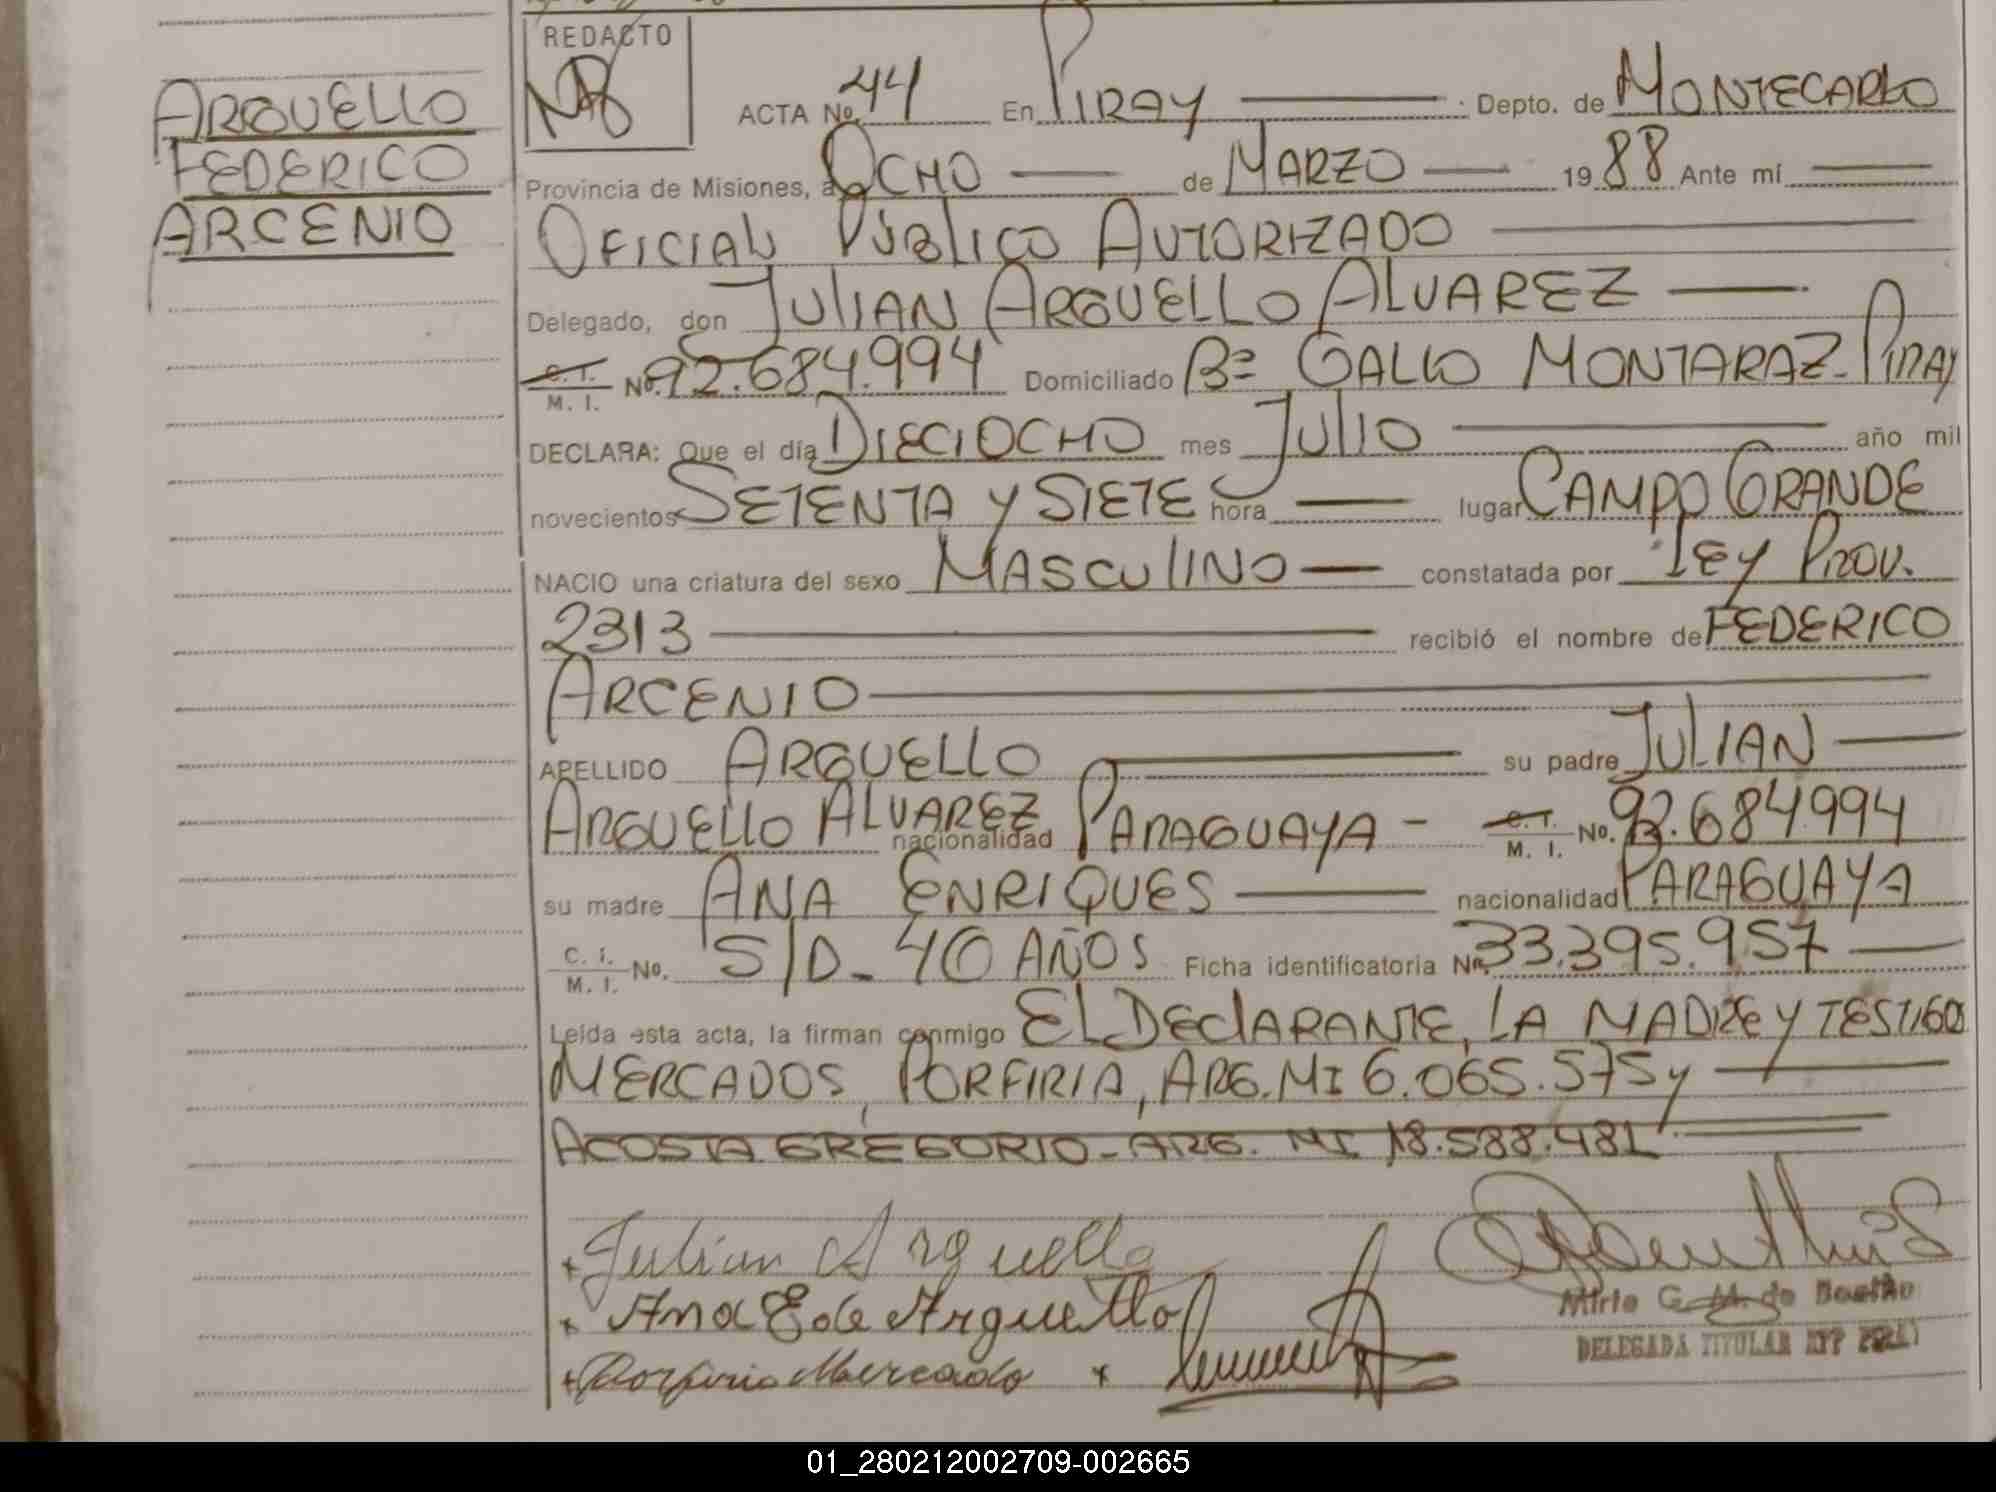 REDACTO
ARGUELLO
FEDERICO
ARCENIO
ACTA No. 44 En PIRAY Depto. de MONTECARLO
Provincia de Misiones, a OCHO de MARZO 1988 Ante mí
OFICIAL PÚBLICO AUTORIZADO
Delegado, don JULIAN ARGUELLO ALVAREZ
C. I. M. I. No. 92.684.994 Domiciliado Bº GALLO MONTARAZ - PIRAY
DECLARA: Que el día DIECIOCHO mes JULIO año mil
novecientos SETENTA Y SIETE hora lugar CAMPO GRANDE
NACIO una criatura del sexo MASCULINO constatada por LEY PROV.
2313 recibió el nombre de FEDERICO
ARCENIO
APELLIDO ARGUELLO su padre JULIAN
ARGUELLO ALVAREZ nacionalidad PARAGUAYA - C. I. M. I. No. 92.684.994
su madre ANA ENRIQUES nacionalidad PARAGUAYA
C. I. M. I. No. S/D - 40 AÑOS Ficha identificatoria No. 33.395.957
Leída esta acta, la firman conmigo EL DECLARANTE, LA MADRE Y TESTIGOS
MERCADOS, PORFIRIA, ARG. MI 6.065.575 y
ACOSTA GREGORIO - ARG. MI 18.588.481
Julian Arguello
Ana E de Arguello
Porfiria Mercado
DELEGADA TITULAR
01_280212002709-002665